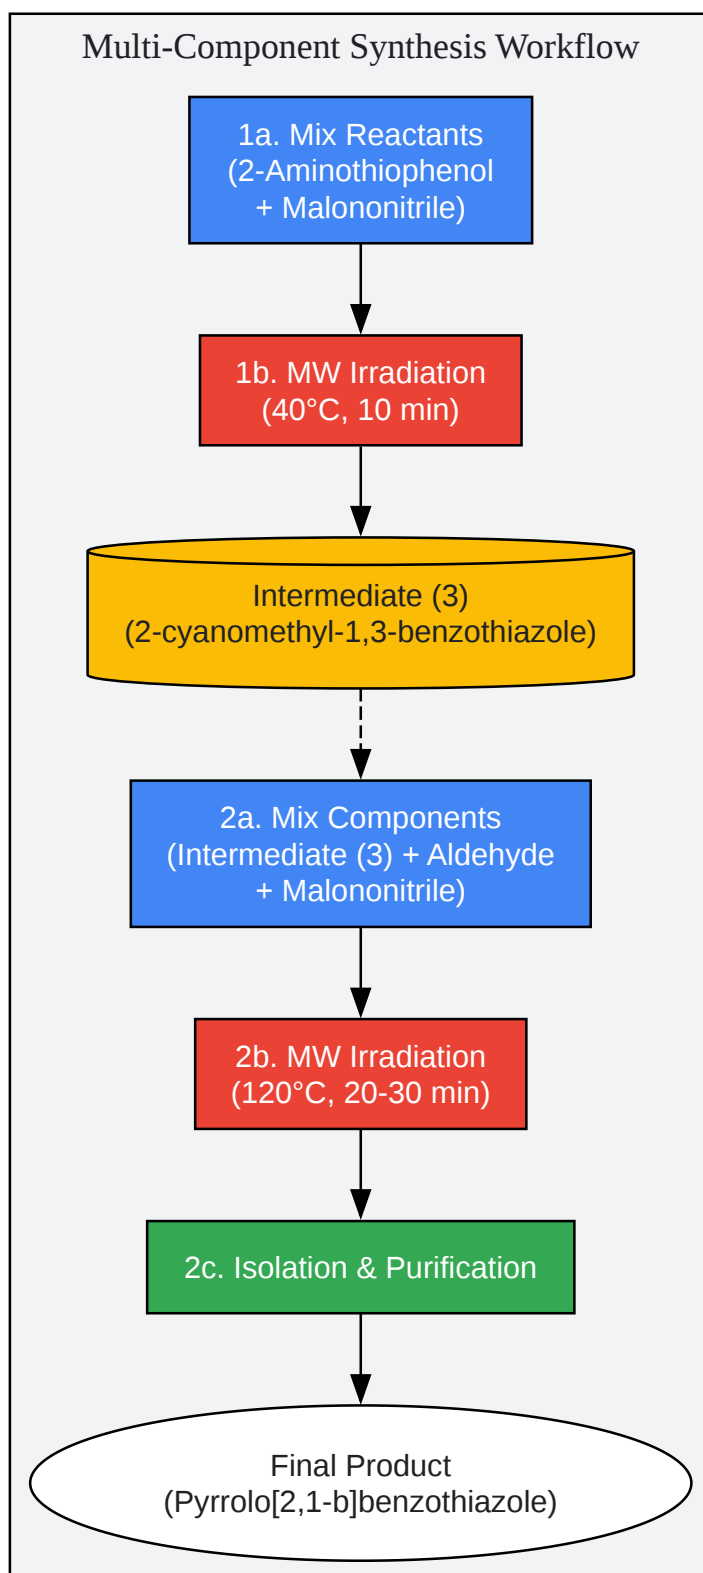 Multi-Component Synthesis Workflow
1a. Mix Reactants
(2-Aminothiophenol
+ Malononitrile)
1b. MW Irradiation
(40°C, 10 min)
Intermediate (3)
(2-cyanomethyl-1,3-benzothiazole)
2a. Mix Components
(Intermediate (3) + Aldehyde
+ Malononitrile)
2b. MW Irradiation
(120°C, 20-30 min)
2c. Isolation & Purification
Final Product
(Pyrrolo[2,1-b]benzothiazole)